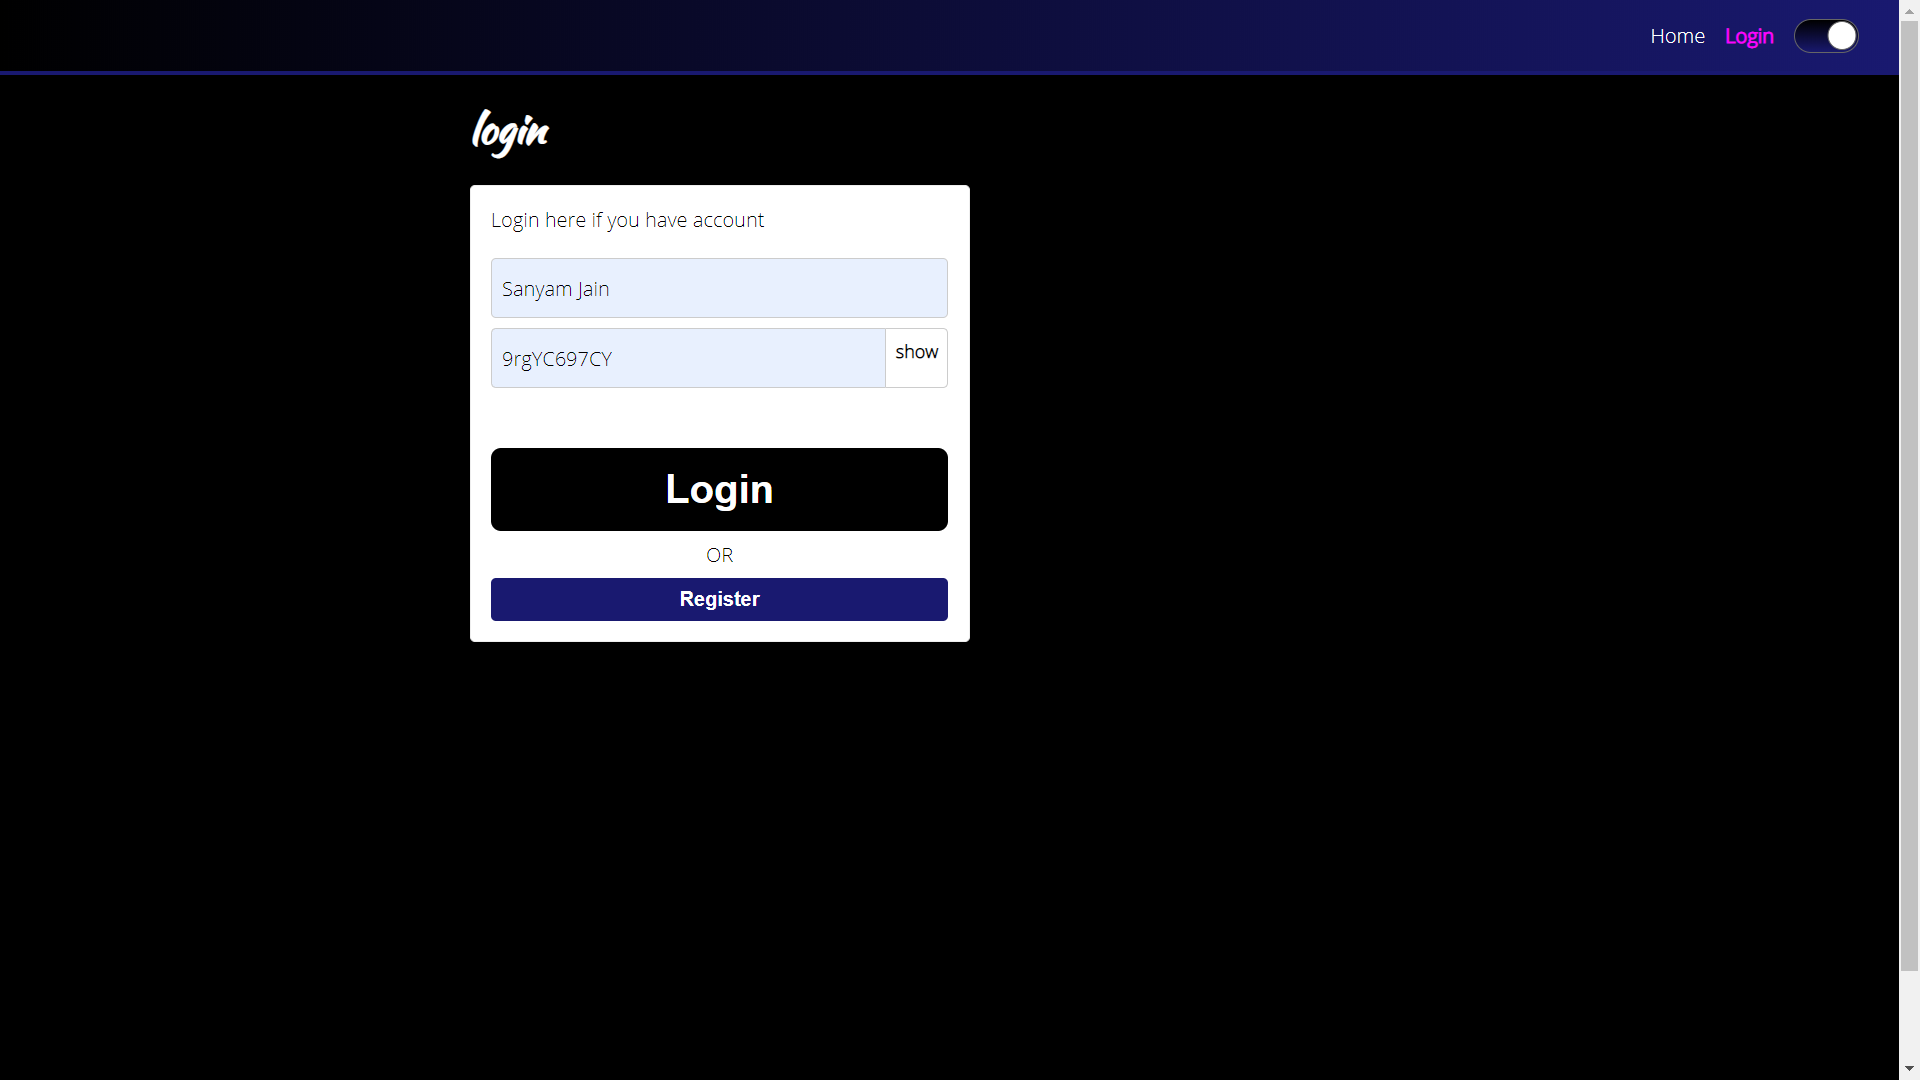 Home Login
login
Login here if you have account
Sanyam Jain
9rgYC697CY show
Login
OR
Register